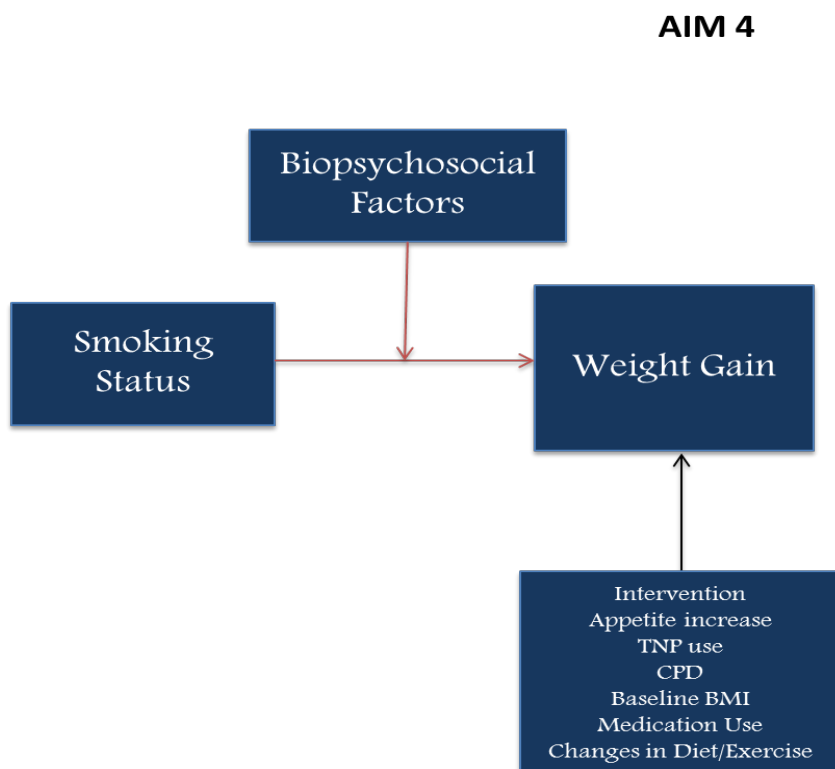 AIM 4
Biopsychosocial
Factors
Smoking
Status
Weight Gain
Intervention
Appetite increase
TNP use
CPD
Baseline BMI
Medication Use
Changes in Diet/Exercise